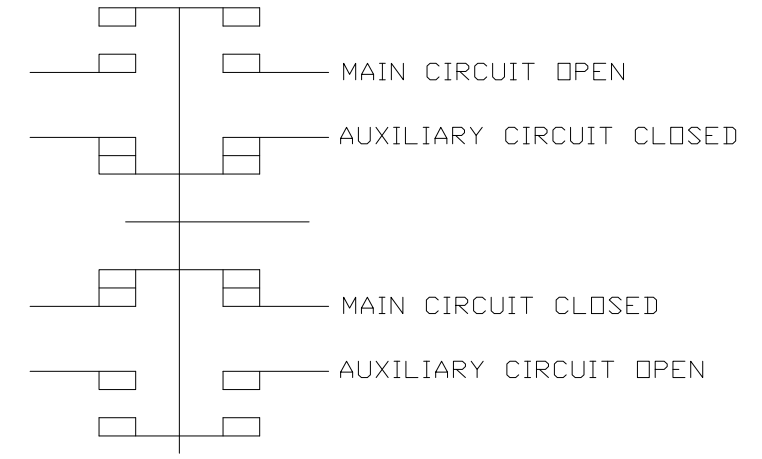 MAIN CIRCUIT OPEN
AUXILIARY CIRCUIT CLOSED
MAIN CIRCUIT CLOSED
AUXILIARY CIRCUIT OPEN